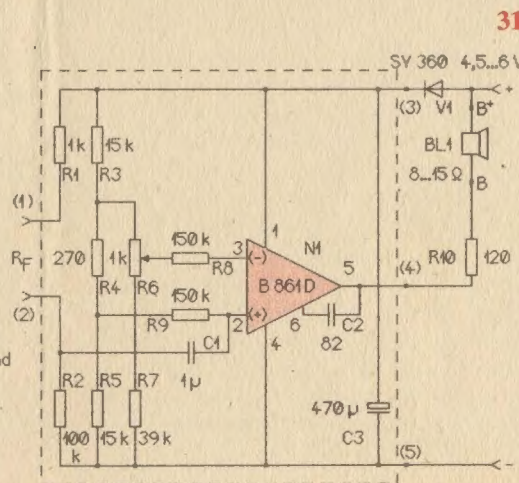 31
SY 360 4,5...6 V
(3) V1 B+
1k 15k
R1 R3
BL1
(1)
8...15 Ω B
1
RF 270 1k 150k 3 (-) N1
R4 R6 R8 B 861D 5 (4) R10 120
150k
(2) R9 2 (+) 6 C2
C1 4 82
nd
1μ
R2 R5 R7
470μ
100 15k 39k
k C3 (5)
+
-